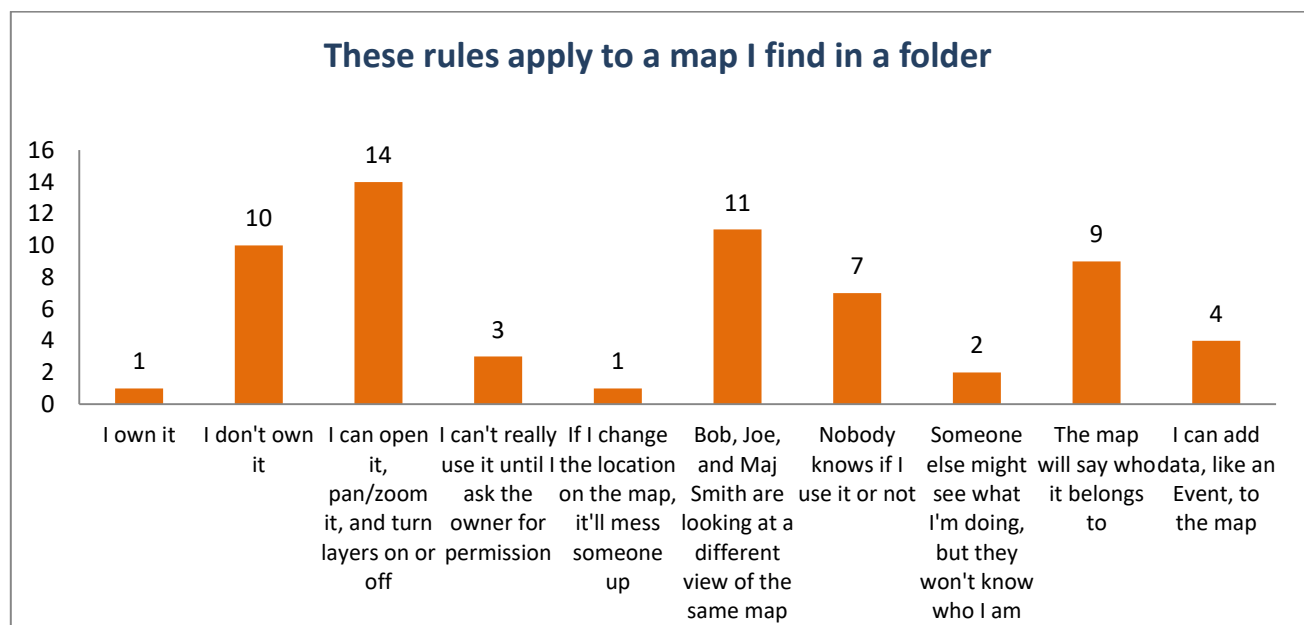 These rules apply to a map I find in a folder
16
14
12
10
8
6
4
2
0
1
10
14
3
1
11
7
2
9
4
I own it
I don't own
it
I can open
it,
pan/zoom
it, and turn
layers on or
off
I can't really
use it until I
ask the
owner for
permission
If I change
the location
on the map,
it'll mess
someone
up
Bob, Joe,
and Maj
Smith are
looking at a
different
view of the
same map
Nobody
knows if I
use it or not
Someone
else might
see what
I'm doing,
but they
won't know
who I am
The map
will say who
it belongs
to
I can add
data, like an
Event, to
the map